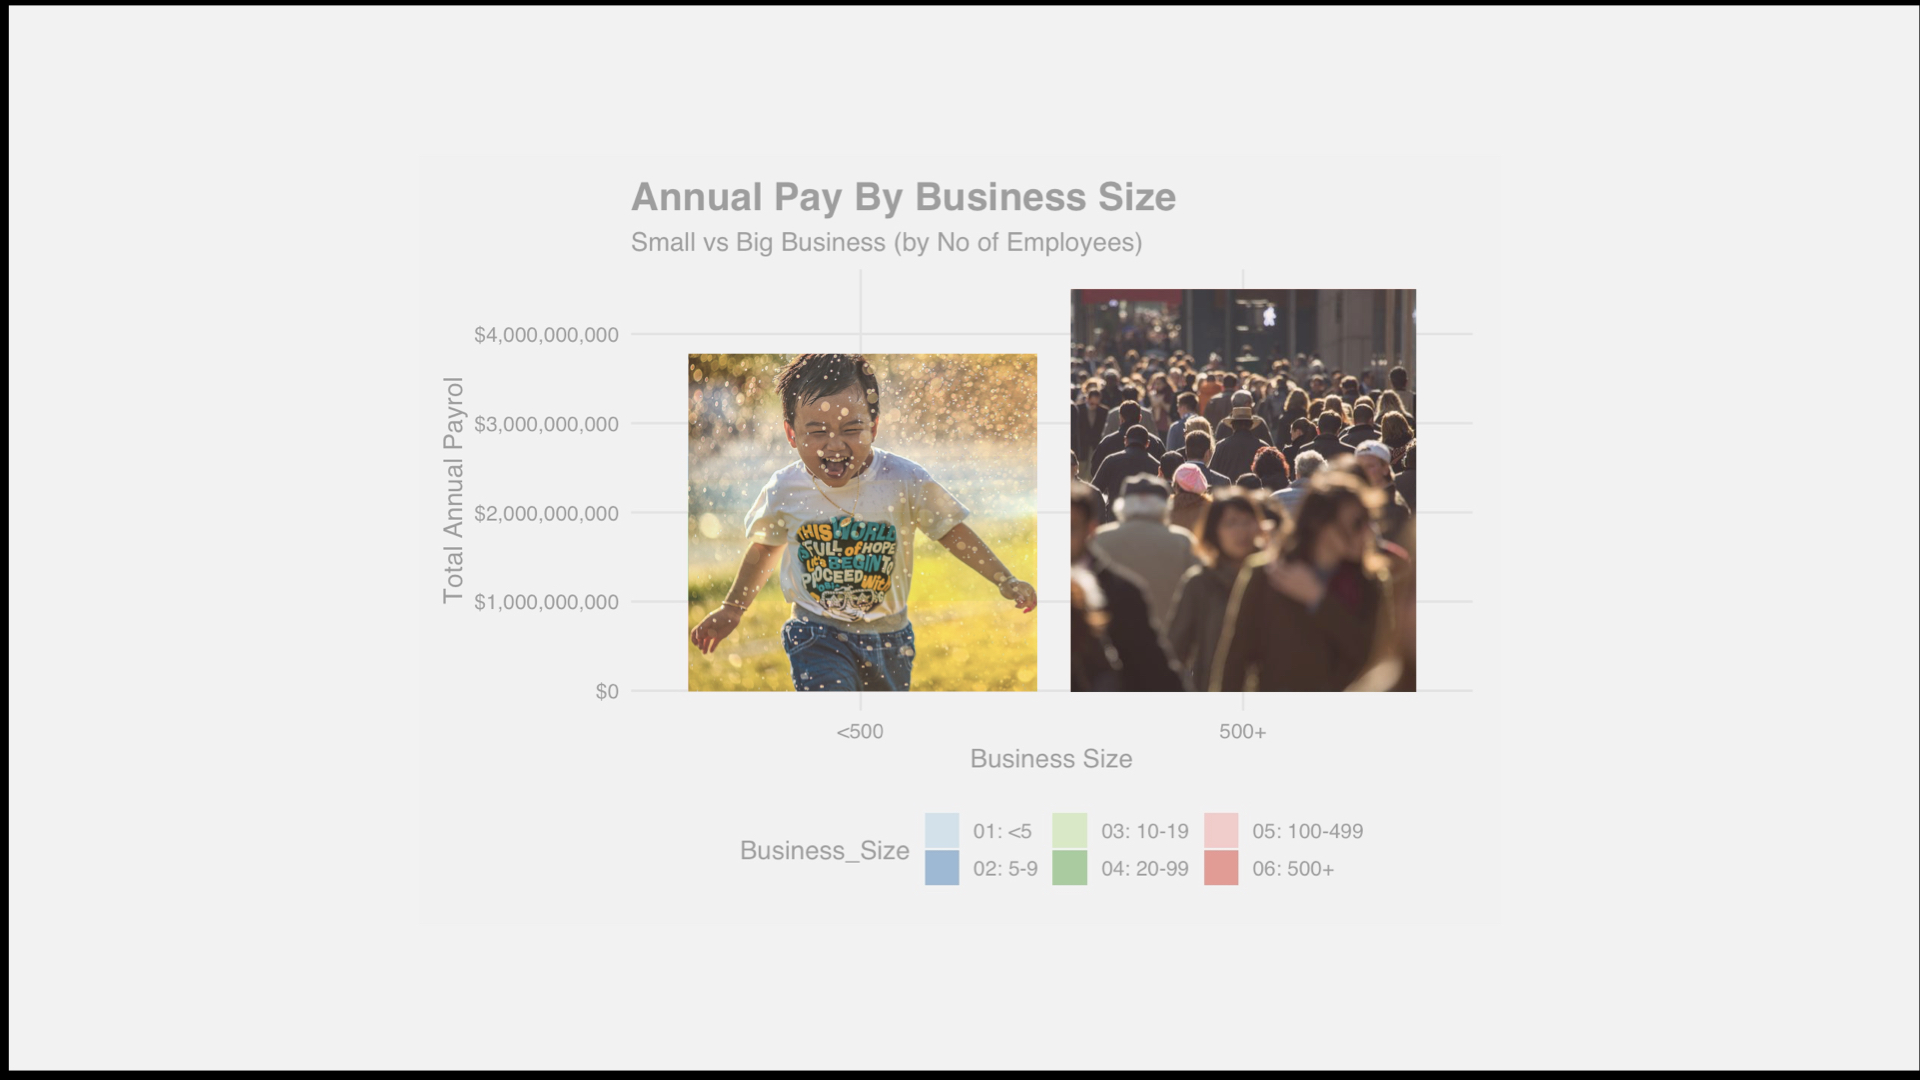 Annual Pay By Business Size
Small vs Big Business (by No of Employees)
Total Annual Payrol
$4,000,000,000
$3,000,000,000
$2,000,000,000
$1,000,000,000
$0
THIS WORLD
FULL of HOPE
BEGIN TO
PROCEED With
<500
500+
Business Size
Business_Size
01: <5
03: 10-19
05: 100-499
02: 5-9
04: 20-99
06: 500+